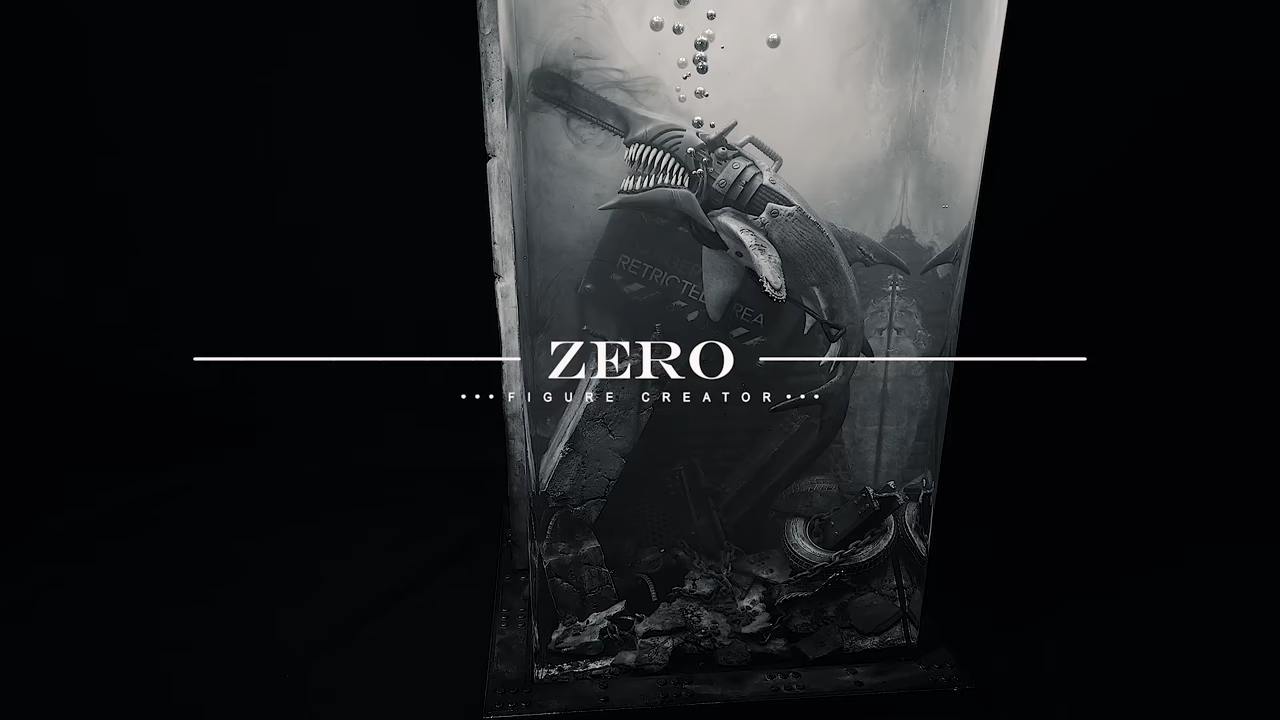 RETRICTED AREA
ZERO
•••FIGURE CREATOR•••